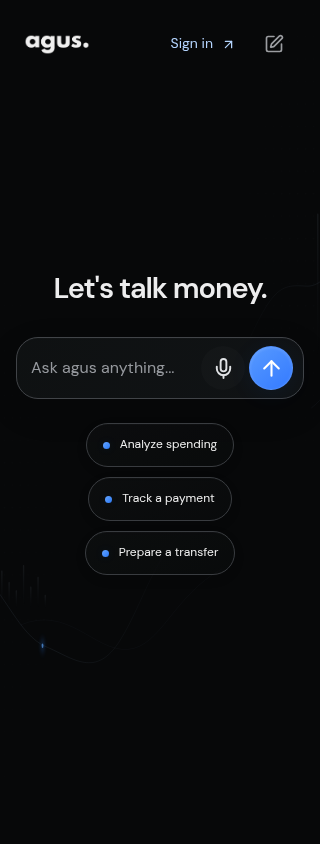 agus.
Sign in
Let's talk money.
Ask agus anything...
Analyze spending
Track a payment
Prepare a transfer